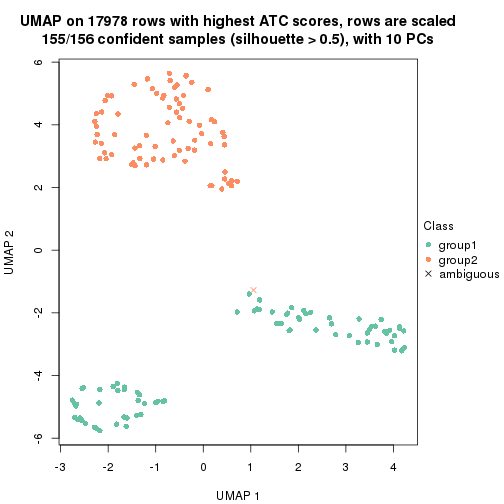 UMAP on 17978 rows with highest ATC scores, rows are scaled
155/156 confident samples (silhouette > 0.5), with 10 PCs
6
4
2
0
-2
-4
-6
UMAP 2
-3
-2
-1
0
1
2
3
4
UMAP 1
Class
group1
group2
ambiguous